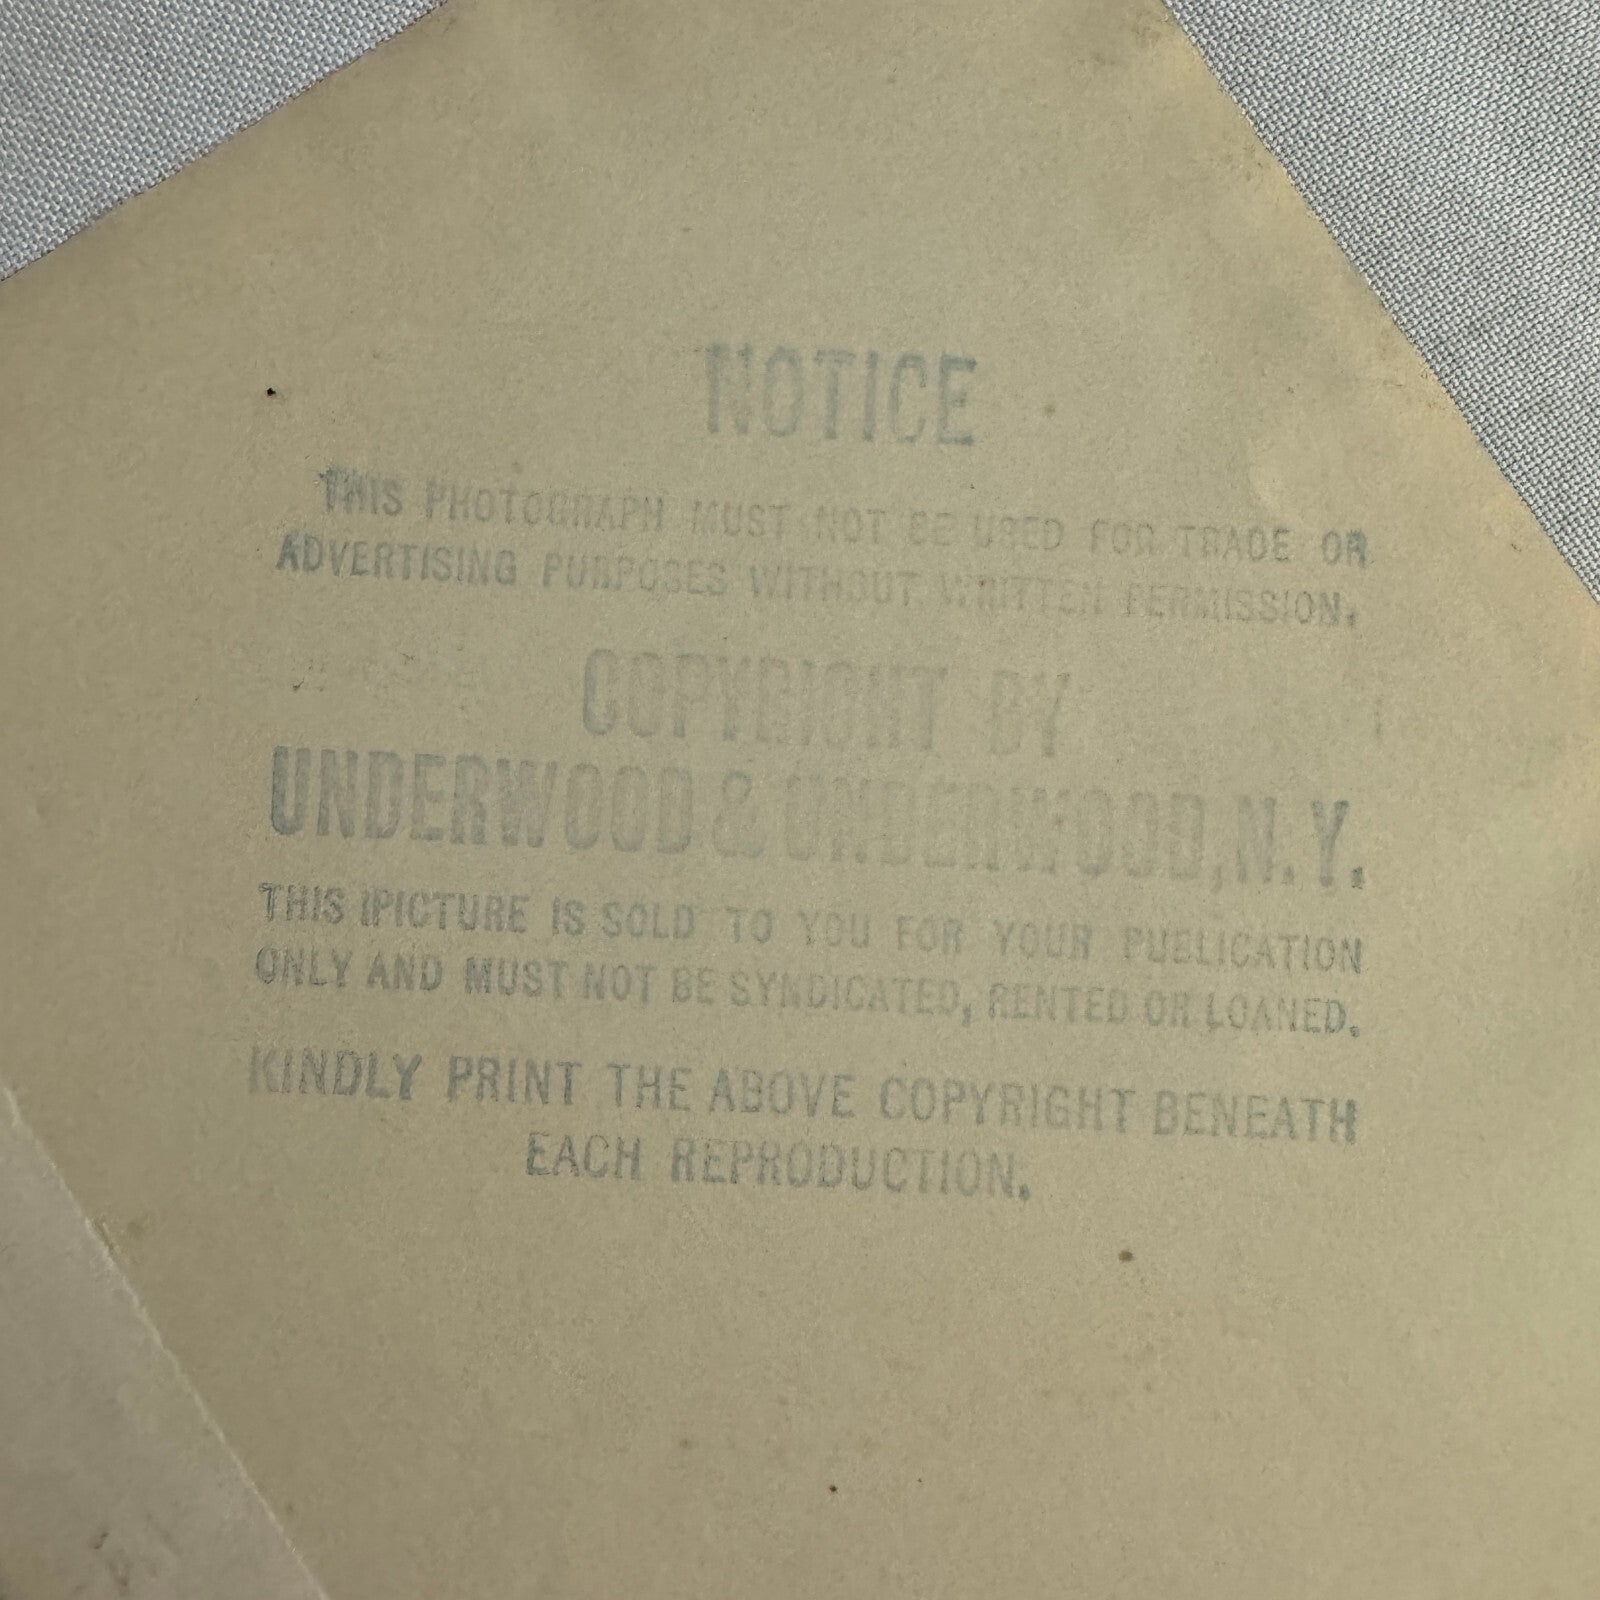 NOTICE
THIS PHOTOGRAPH MUST NOT BE USED FOR TRADE OR
ADVERTISING PURPOSES WITHOUT WRITTEN PERMISSION.
COPYRIGHT BY
UNDERWOOD & UNDERWOOD, N.Y.
THIS IPICTURE IS SOLD TO YOU FOR YOUR PUBLICATION
ONLY AND MUST NOT BE SYNDICATED, RENTED OR LOANED.
KINDLY PRINT THE ABOVE COPYRIGHT BENEATH
EACH REPRODUCTION.